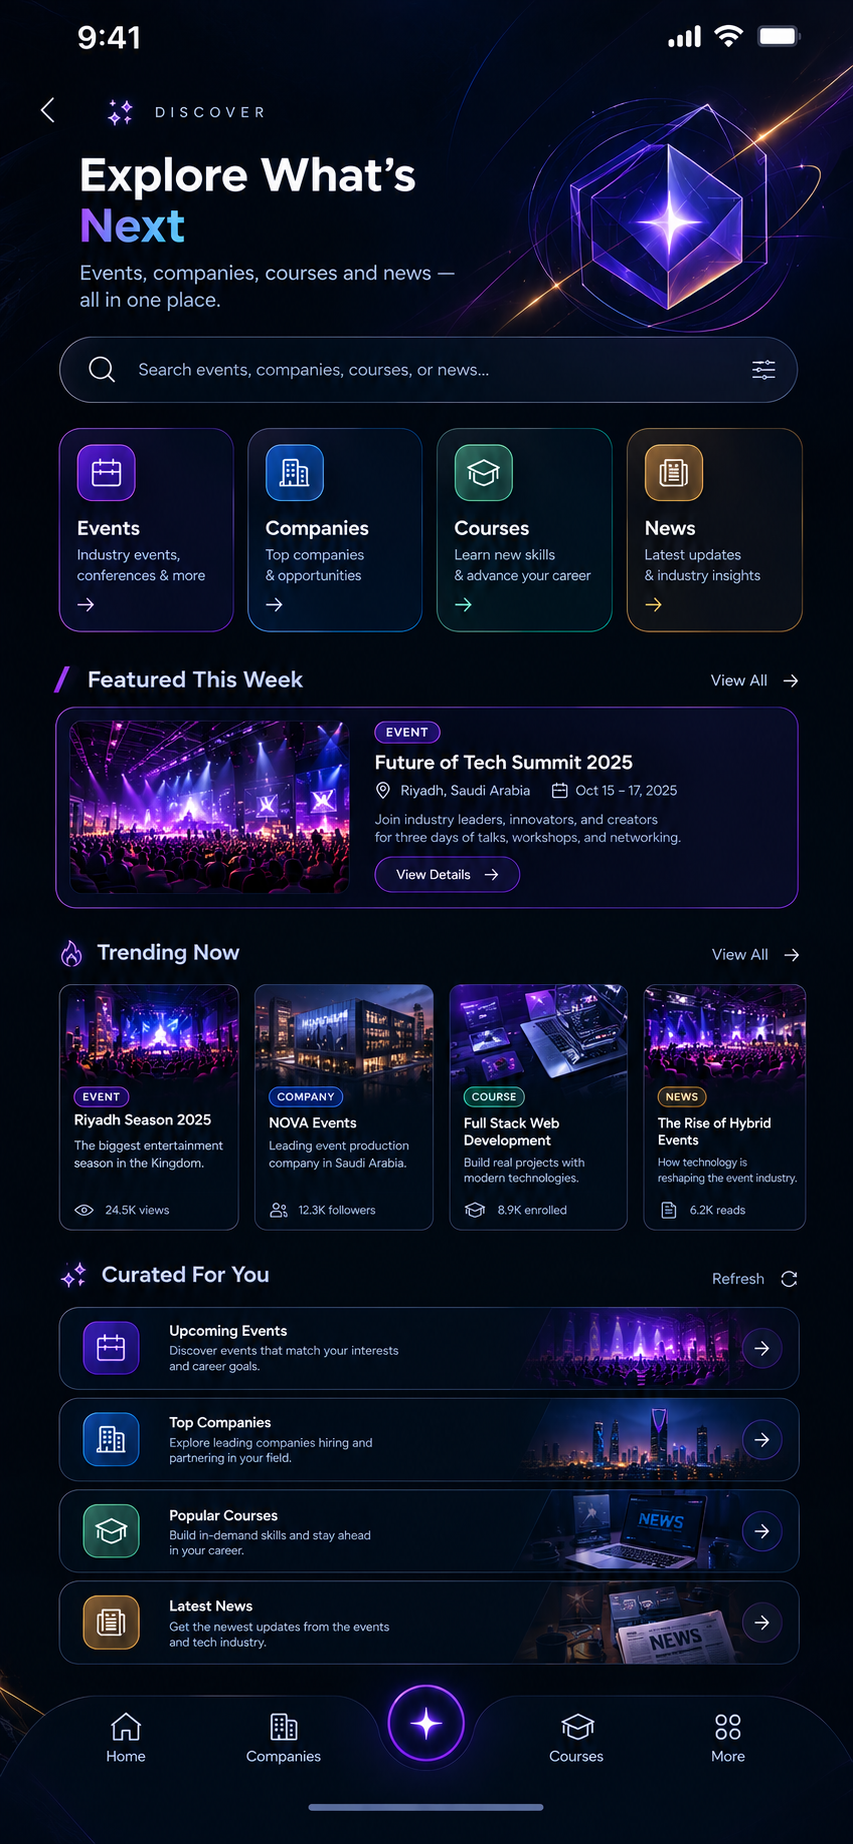 9:41
DISCOVER
Explore What's
Next
Events, companies, courses and news —
all in one place.
Search events, companies, courses, or news...
Events
Industry events,
conferences & more
Companies
Top companies
& opportunities
Courses
Learn new skills
& advance your career
News
Latest updates
& industry insights
Featured This Week
View All
EVENT
Future of Tech Summit 2025
Riyadh, Saudi Arabia
Oct 15 – 17, 2025
Join industry leaders, innovators, and creators
for three days of talks, workshops, and networking.
View Details
Trending Now
View All
EVENT
Riyadh Season 2025
The biggest entertainment
season in the Kingdom.
24.5K views
COMPANY
NOVA Events
Leading event production
company in Saudi Arabia.
12.3K followers
COURSE
Full Stack Web
Development
Build real projects with
modern technologies.
8.9K enrolled
NEWS
The Rise of Hybrid
Events
How technology is
reshaping the event industry.
6.2K reads
Curated For You
Refresh
Upcoming Events
Discover events that match your interests
and career goals.
Top Companies
Explore leading companies hiring and
partnering in your field.
Popular Courses
Build in-demand skills and stay ahead
in your career.
NEWS
Latest News
Get the newest updates from the events
and tech industry.
NEWS
Home
Companies
Courses
More